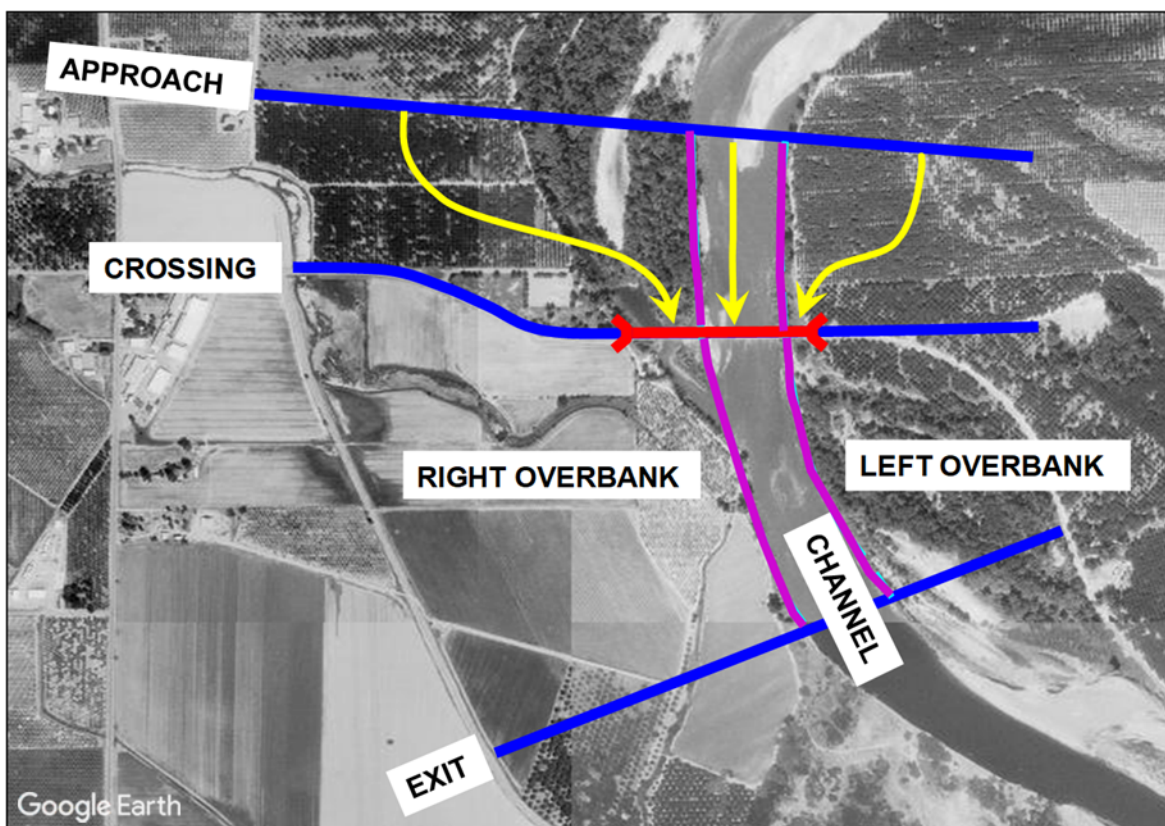 APPROACH
CROSSING
RIGHT OVERBANK
LEFT OVERBANK
CHANNEL
EXIT
Google Earth